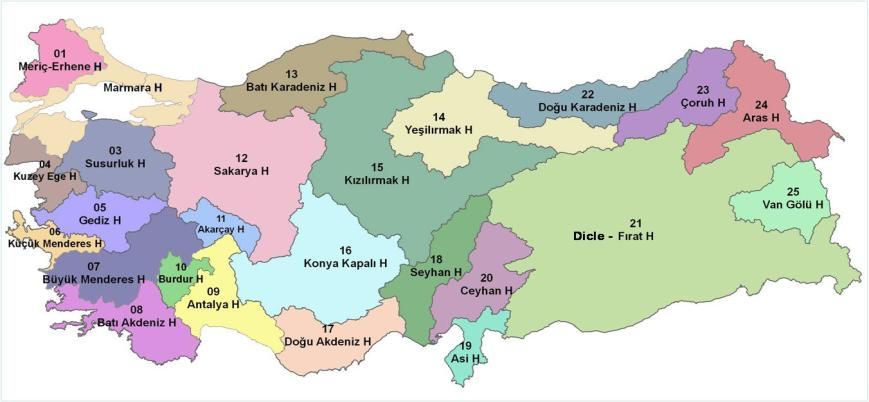 01
Meriç-Erhene H
Marmara H
03
Susurluk H
04
Kuzey Ege H
05
Gediz H
06
Küçük Menderes H
07
Büyük Menderes H
08
Batı Akdeniz H
09
Antalya H
10
Burdur H
11
Akarçay H
12
Sakarya H
13
Batı Karadeniz H
14
Yeşilırmak H
15
Kızılırmak H
16
Konya Kapalı H
17
Doğu Akdeniz H
18
Seyhan H
19
Asi H
20
Ceyhan H
21
Dicle - Fırat H
22
Doğu Karadeniz H
23
Çoruh H
24
Aras H
25
Van Gölü H